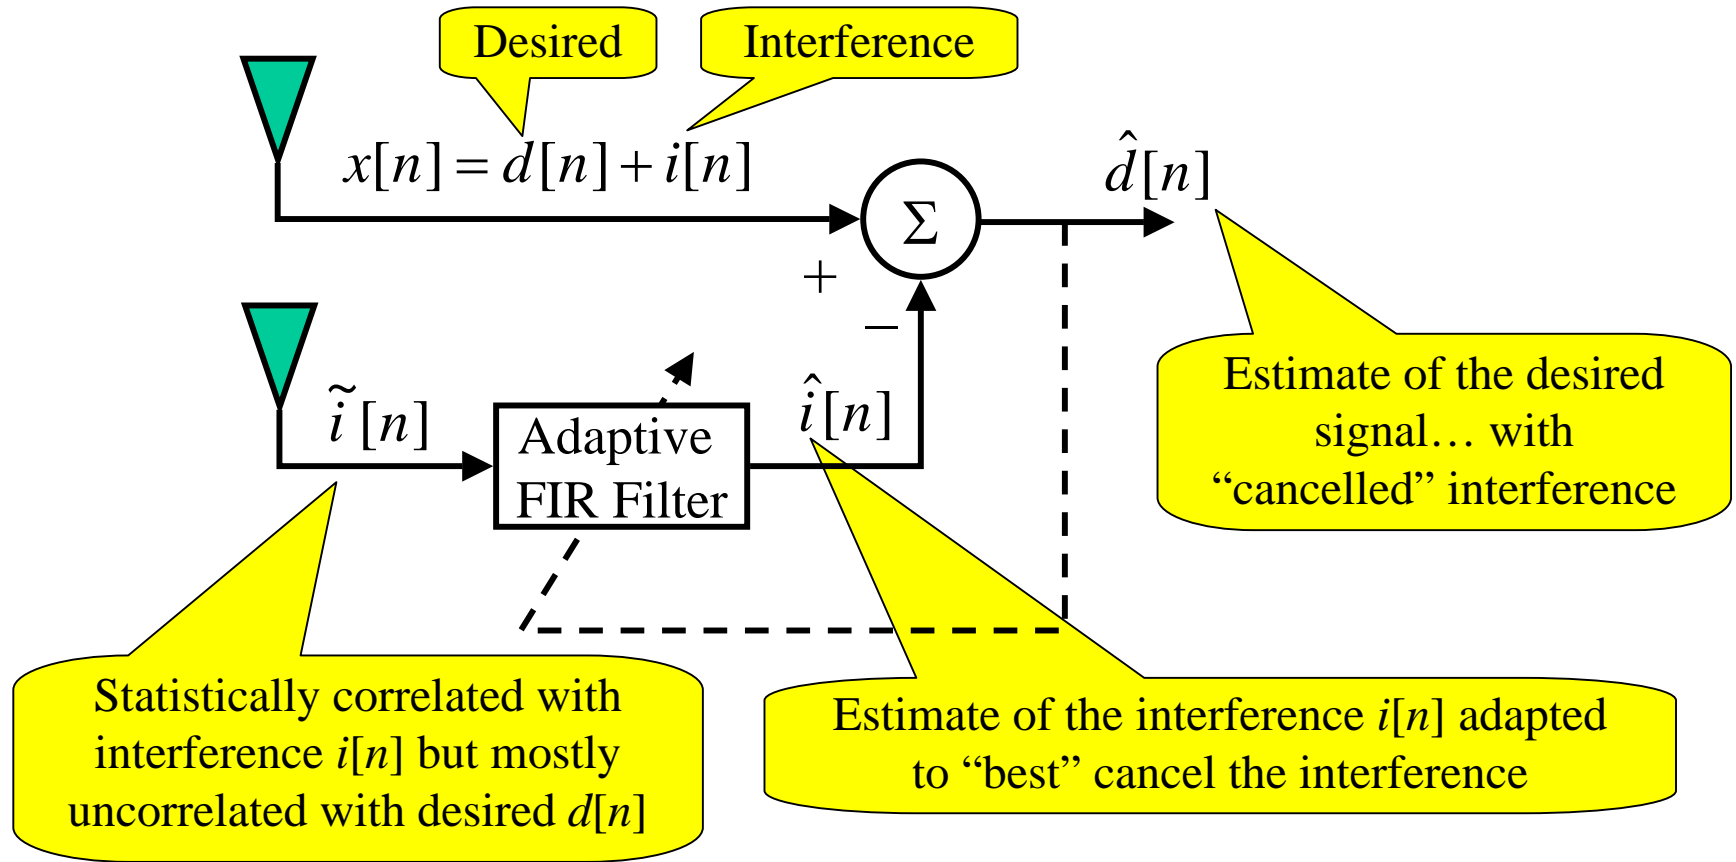 Desired
Interference
x[n] = d[n] + i[n]
Σ
d̂[n]
+
−
ĩ[n]
Adaptive
FIR Filter
î[n]
Estimate of the desired
signal… with
“cancelled” interference
Statistically correlated with
interference i[n] but mostly
uncorrelated with desired d[n]
Estimate of the interference i[n] adapted
to “best” cancel the interference